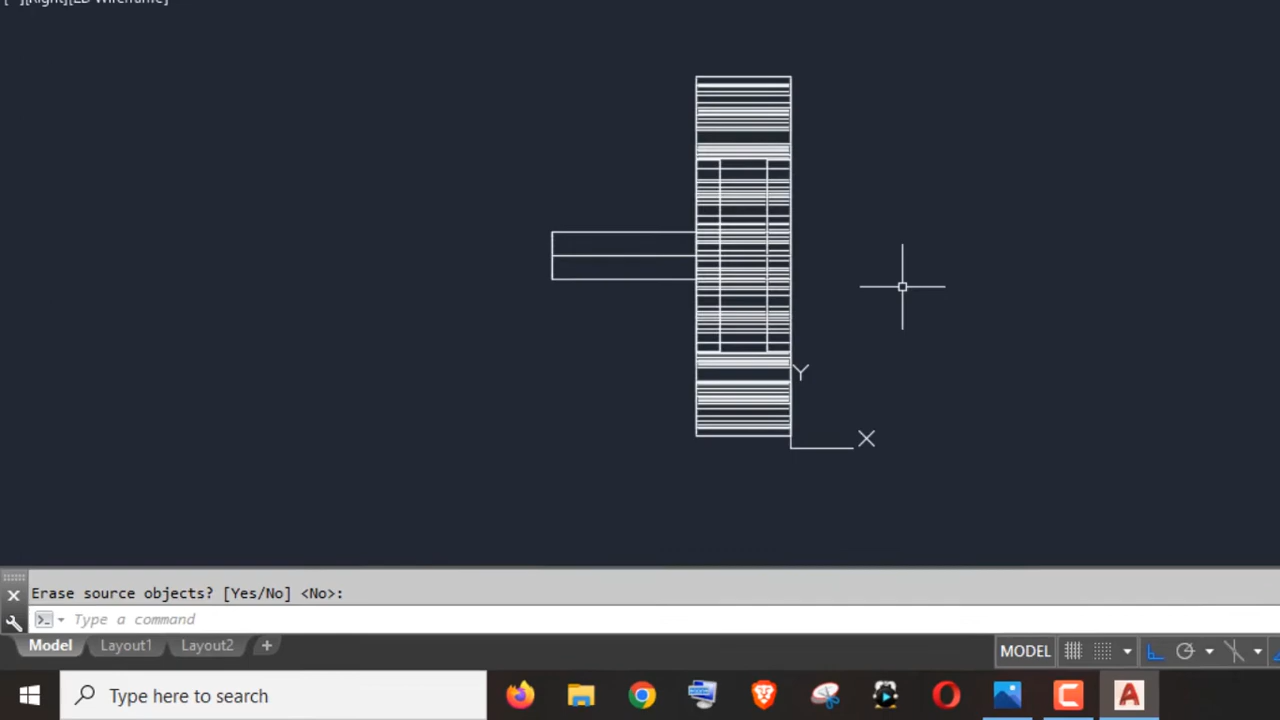 [-][Right][2D Wireframe]
Y
X
Erase source objects? [Yes/No] <No>:
Type a command
Model Layout1 Layout2 +
MODEL
Type here to search